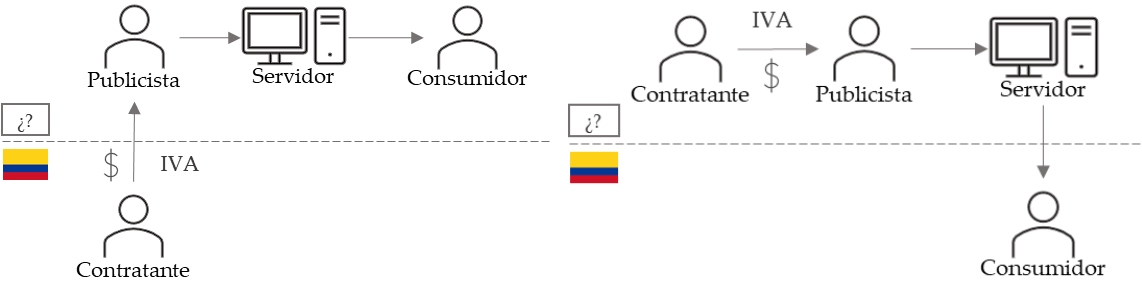 Publicista
Servidor
Consumidor
¿?
$
IVA
Contratante
IVA
$
Contratante
Publicista
Servidor
¿?
Consumidor